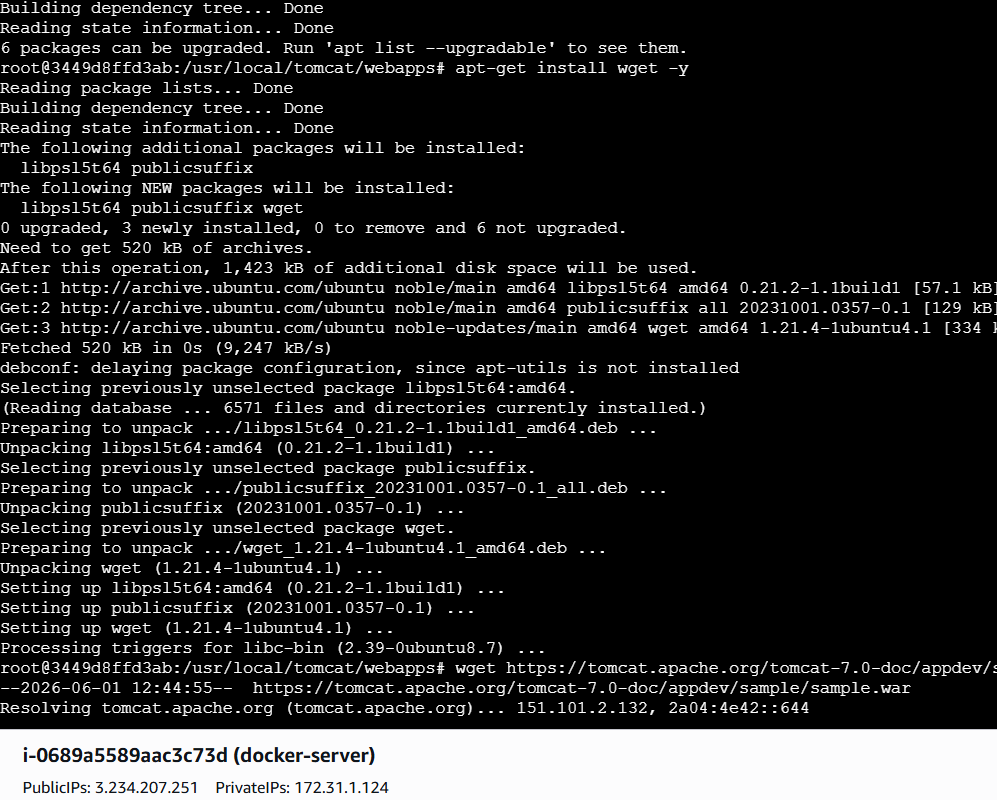 Building dependency tree... Done
Reading state information... Done
6 packages can be upgraded. Run 'apt list --upgradable' to see them.
root@3449d8ffd3ab:/usr/local/tomcat/webapps# apt-get install wget -y
Reading package lists... Done
Building dependency tree... Done
Reading state information... Done
The following additional packages will be installed:
  libpsl5t64 publicsuffix
The following NEW packages will be installed:
  libpsl5t64 publicsuffix wget
0 upgraded, 3 newly installed, 0 to remove and 6 not upgraded.
Need to get 520 kB of archives.
After this operation, 1,423 kB of additional disk space will be used.
Get:1 http://archive.ubuntu.com/ubuntu noble/main amd64 libpsl5t64 amd64 0.21.2-1.1build1 [57.1 kB]
Get:2 http://archive.ubuntu.com/ubuntu noble/main amd64 publicsuffix all 20231001.0357-0.1 [129 kB]
Get:3 http://archive.ubuntu.com/ubuntu noble-updates/main amd64 wget amd64 1.21.4-1ubuntu4.1 [334 k
Fetched 520 kB in 0s (9,247 kB/s)
debconf: delaying package configuration, since apt-utils is not installed
Selecting previously unselected package libpsl5t64:amd64.
(Reading database ... 6571 files and directories currently installed.)
Preparing to unpack .../libpsl5t64_0.21.2-1.1build1_amd64.deb ...
Unpacking libpsl5t64:amd64 (0.21.2-1.1build1) ...
Selecting previously unselected package publicsuffix.
Preparing to unpack .../publicsuffix_20231001.0357-0.1_all.deb ...
Unpacking publicsuffix (20231001.0357-0.1) ...
Selecting previously unselected package wget.
Preparing to unpack .../wget_1.21.4-1ubuntu4.1_amd64.deb ...
Unpacking wget (1.21.4-1ubuntu4.1) ...
Setting up libpsl5t64:amd64 (0.21.2-1.1build1) ...
Setting up publicsuffix (20231001.0357-0.1) ...
Setting up wget (1.21.4-1ubuntu4.1) ...
Processing triggers for libc-bin (2.39-0ubuntu8.7) ...
root@3449d8ffd3ab:/usr/local/tomcat/webapps# wget https://tomcat.apache.org/tomcat-7.0-doc/appdev/s
--2026-06-01 12:44:55--  https://tomcat.apache.org/tomcat-7.0-doc/appdev/sample/sample.war
Resolving tomcat.apache.org (tomcat.apache.org)... 151.101.2.132, 2a04:4e42::644
i-0689a5589aac3c73d (docker-server)
PublicIPs: 3.234.207.251 PrivateIPs: 172.31.1.124